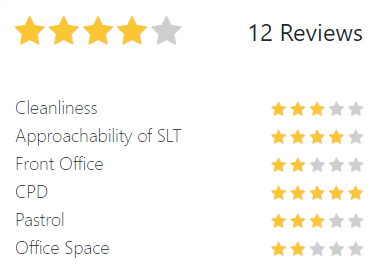 12 Reviews
Cleanliness
Approachability of SLT
Front Office
CPD
Pastrol
Office Space